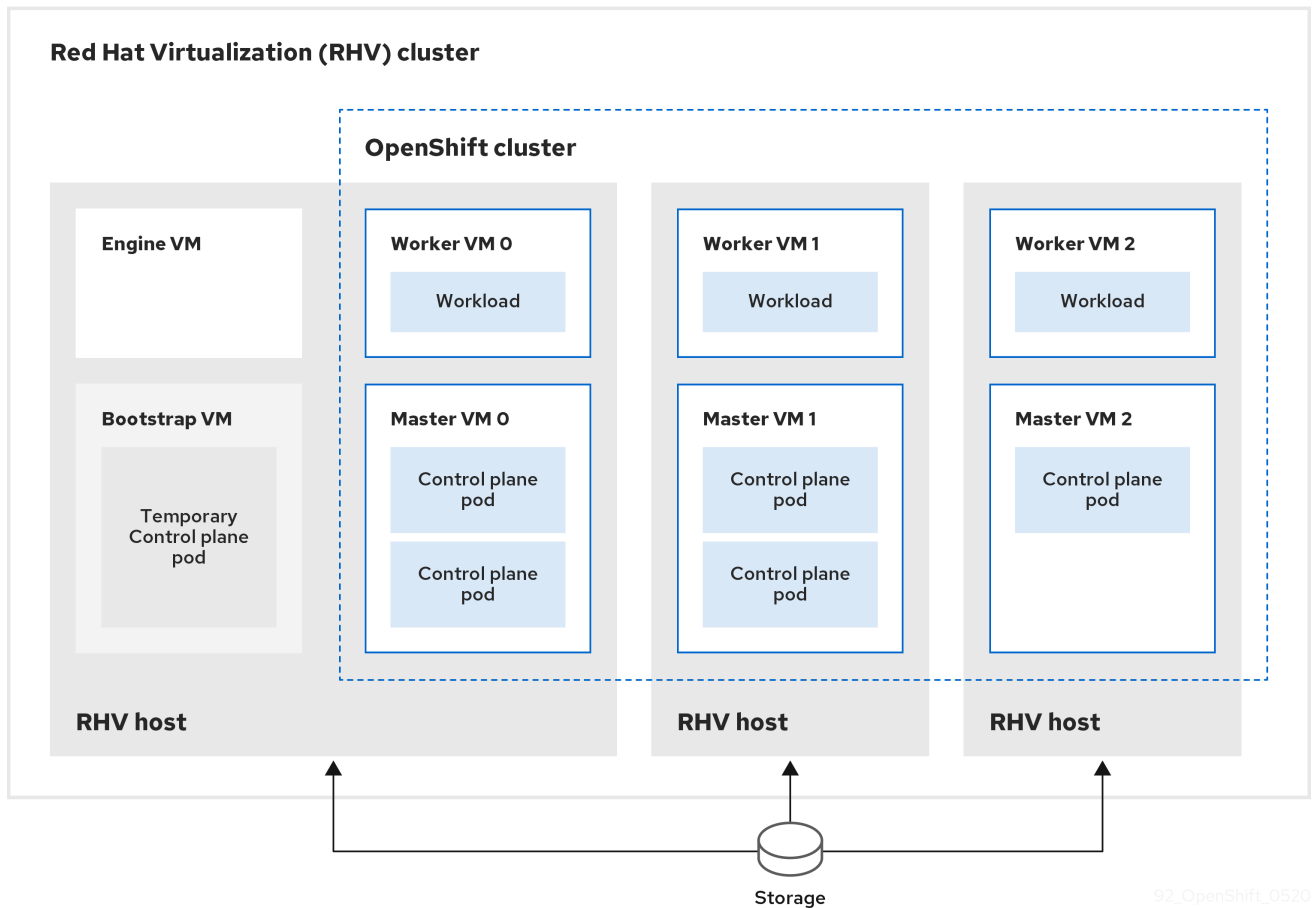 Red Hat Virtualization (RHV) cluster
OpenShift cluster
Engine VM
Worker VM 0
Workload
Worker VM 1
Workload
Worker VM 2
Workload
Bootstrap VM
Temporary
Control plane
pod
Master VM 0
Control plane
pod
Control plane
pod
Master VM 1
Control plane
pod
Control plane
pod
Master VM 2
Control plane
pod
RHV host
RHV host
RHV host
Storage
92_OpenShift_0520